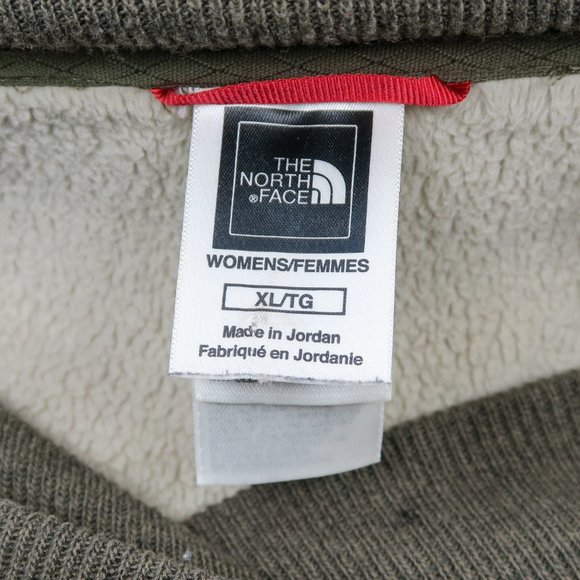 THE
NORTH
®FACE
WOMENS/FEMMES
XL/TG
Made in Jordan
Fabriqué en Jordanie